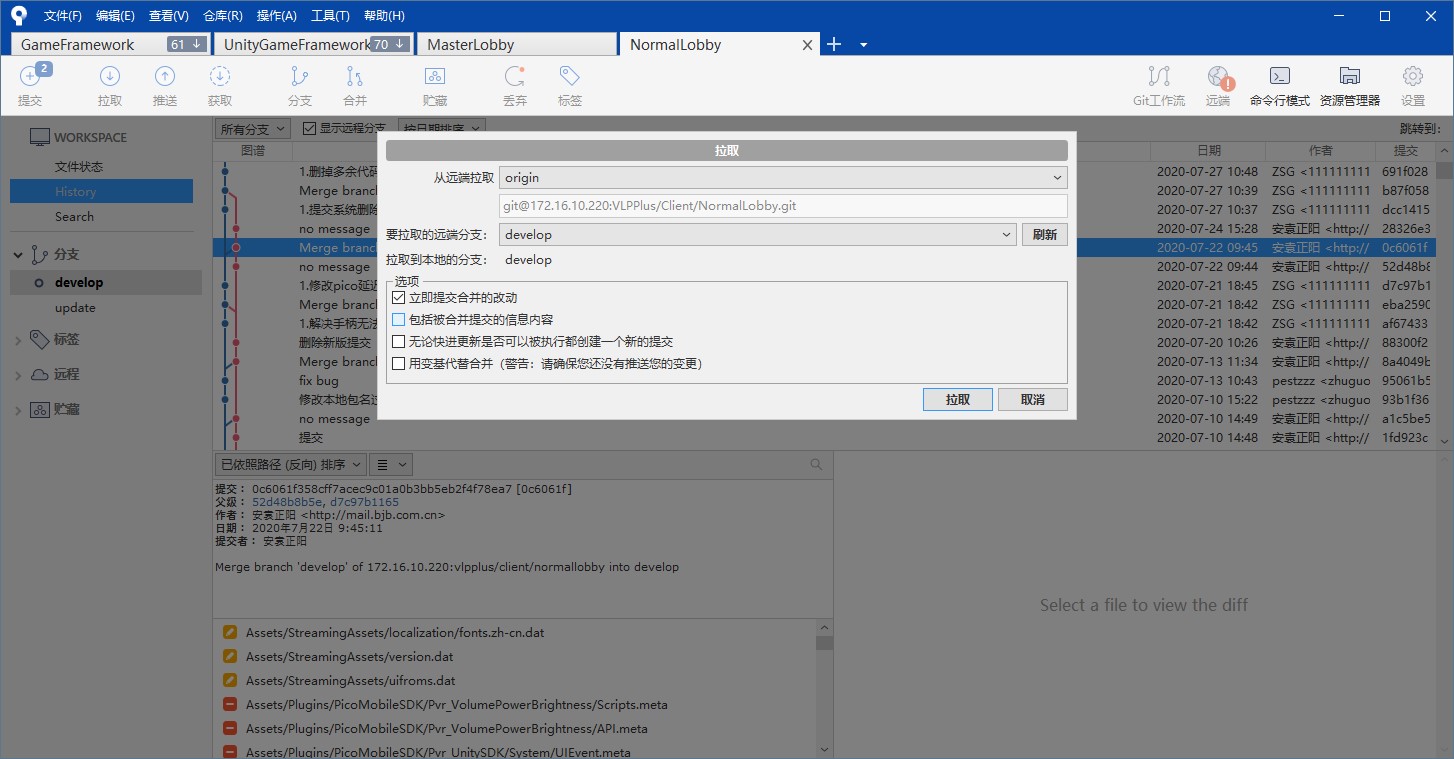 文件(F) 编辑(E) 查看(V) 仓库(R) 操作(A) 工具(T) 帮助(H)
GameFramework 61 UnityGameFramework 70 MasterLobby NormalLobby
2
提交 拉取 推送 获取 分支 合并 贮藏 丢弃 标签 Git工作流 远端 命令行模式 资源管理器 设置
WORKSPACE
文件状态
History
Search
分支
develop
update
标签
远程
贮藏
所有分支 显示远程分支 按日期排序 跳转到:
图谱 日期 作者 提交
1.删掉多余代码 2020-07-27 10:48 ZSG <111111111 691f028
Merge branc 2020-07-27 10:39 ZSG <111111111 b87f058
1.提交系统删除 2020-07-27 10:37 ZSG <111111111 dcc1415
no message 2020-07-24 15:28 安袁正阳 <http:// 28326e3
Merge branc 2020-07-22 09:45 安袁正阳 <http:// 0c6061f
no message 2020-07-22 09:44 安袁正阳 <http:// 52d48b8
1.修改pico延迟 2020-07-21 18:45 ZSG <111111111 d7c97b1
Merge branc 2020-07-21 18:42 ZSG <111111111 eba2590
1.解决手柄无法 2020-07-21 18:42 ZSG <111111111 af67433
删除新版提交 2020-07-20 10:26 安袁正阳 <http:// 88300f2
Merge branc 2020-07-13 11:34 安袁正阳 <http:// 8a4049b
fix bug 2020-07-13 10:43 pestzzz <zhuguo 95061b5
修改本地包名过 2020-07-10 15:22 pestzzz <zhuguo 93b1f36
no message 2020-07-10 14:49 安袁正阳 <http:// a1c5be5
提交 2020-07-10 14:48 安袁正阳 <http:// 1fd923c
拉取
从远端拉取 origin
git@172.16.10.220:VLPPlus/Client/NormalLobby.git
要拉取的远端分支: develop 刷新
拉取到本地的分支: develop
选项
立即提交合并的改动
包括被合并提交的信息内容
无论快进更新是否可以被执行都创建一个新的提交
用变基代替合并（警告：请确保您还没有推送您的变更）
拉取 取消
已依照路径 (反向) 排序
提交: 0c6061f358cff7acec9c01a0b3bb5eb2f4f78ea7 [0c6061f]
父级: 52d48b8b5e, d7c97b1165
作者: 安袁正阳 <http://mail.bjb.com.cn>
日期: 2020年7月22日 9:45:11
提交者: 安袁正阳
Merge branch 'develop' of 172.16.10.220:vlpplus/client/normallobby into develop
Assets/StreamingAssets/localization/fonts.zh-cn.dat
Assets/StreamingAssets/version.dat
Assets/StreamingAssets/uifroms.dat
Assets/Plugins/PicoMobileSDK/Pvr_VolumePowerBrightness/Scripts.meta
Assets/Plugins/PicoMobileSDK/Pvr_VolumePowerBrightness/API.meta
Assets/Plugins/PicoMobileSDK/Pvr_UnitySDK/System/UIEvent.meta
Select a file to view the diff